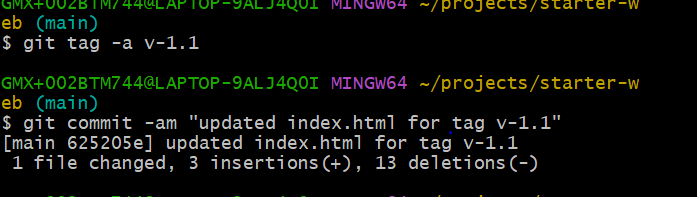 GMX+002BTM744@LAPTOP-9ALJ4Q0I MINGW64 ~/projects/starter-w
eb (main)
$ git tag -a v-1.1
GMX+002BTM744@LAPTOP-9ALJ4Q0I MINGW64 ~/projects/starter-w
eb (main)
$ git commit -am "updated index.html for tag v-1.1"
[main 625205e] updated index.html for tag v-1.1
 1 file changed, 3 insertions(+), 13 deletions(-)